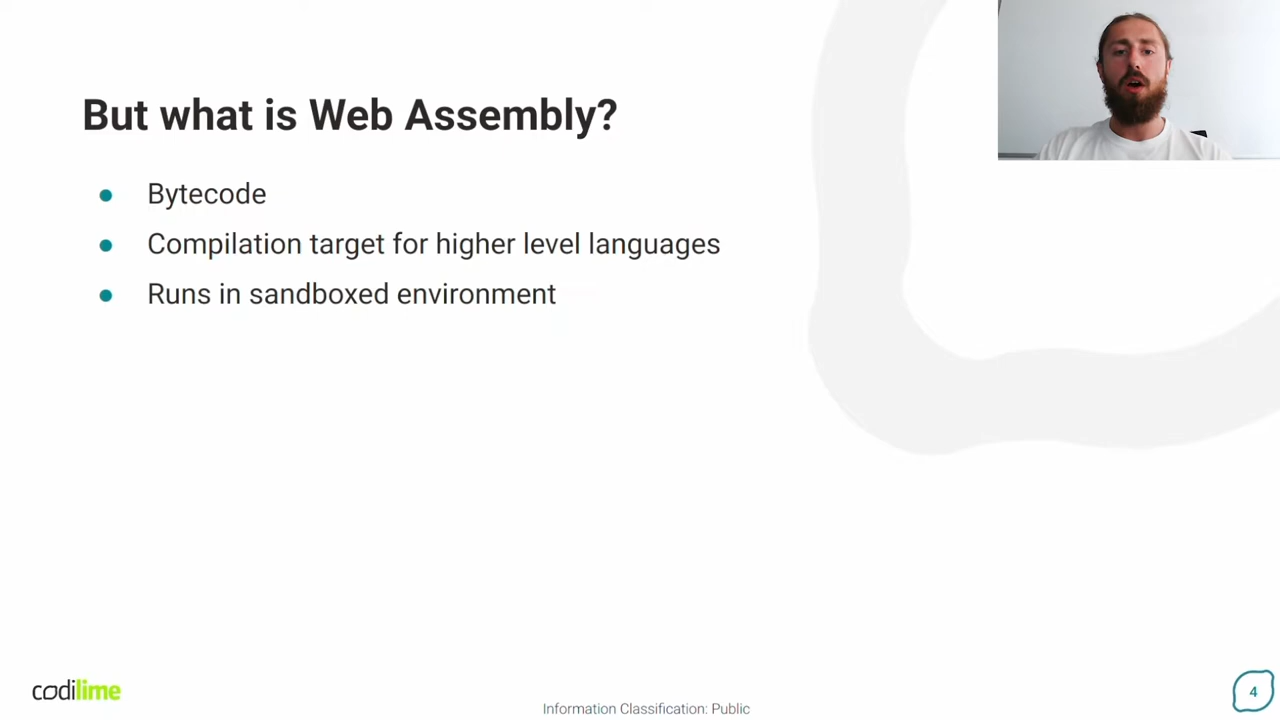 But what is Web Assembly?
● Bytecode
● Compilation target for higher level languages
● Runs in sandboxed environment
codilime
Information Classification: Public
4